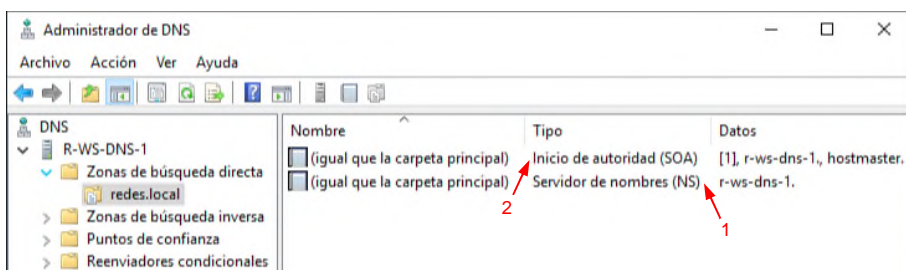 Administrador de DNS
Archivo Acción Ver Ayuda
DNS
R-WS-DNS-1
Zonas de búsqueda directa
redes.local
Zonas de búsqueda inversa
Puntos de confianza
Reenviadores condicionales
Nombre Tipo Datos
(igual que la carpeta principal) Inicio de autoridad (SOA) [1], r-ws-dns-1., hostmaster.
(igual que la carpeta principal) Servidor de nombres (NS) r-ws-dns-1.
2
1